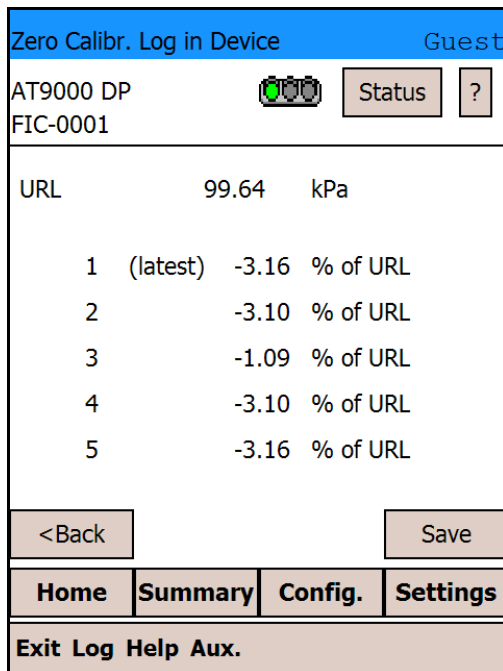 Zero Calibr. Log in Device Guest
AT9000 DP Status ?
FIC-0001
URL 99.64 kPa
1 (latest) -3.16 % of URL
2 -3.10 % of URL
3 -1.09 % of URL
4 -3.10 % of URL
5 -3.16 % of URL
<Back Save
Home Summary Config. Settings
Exit Log Help Aux.